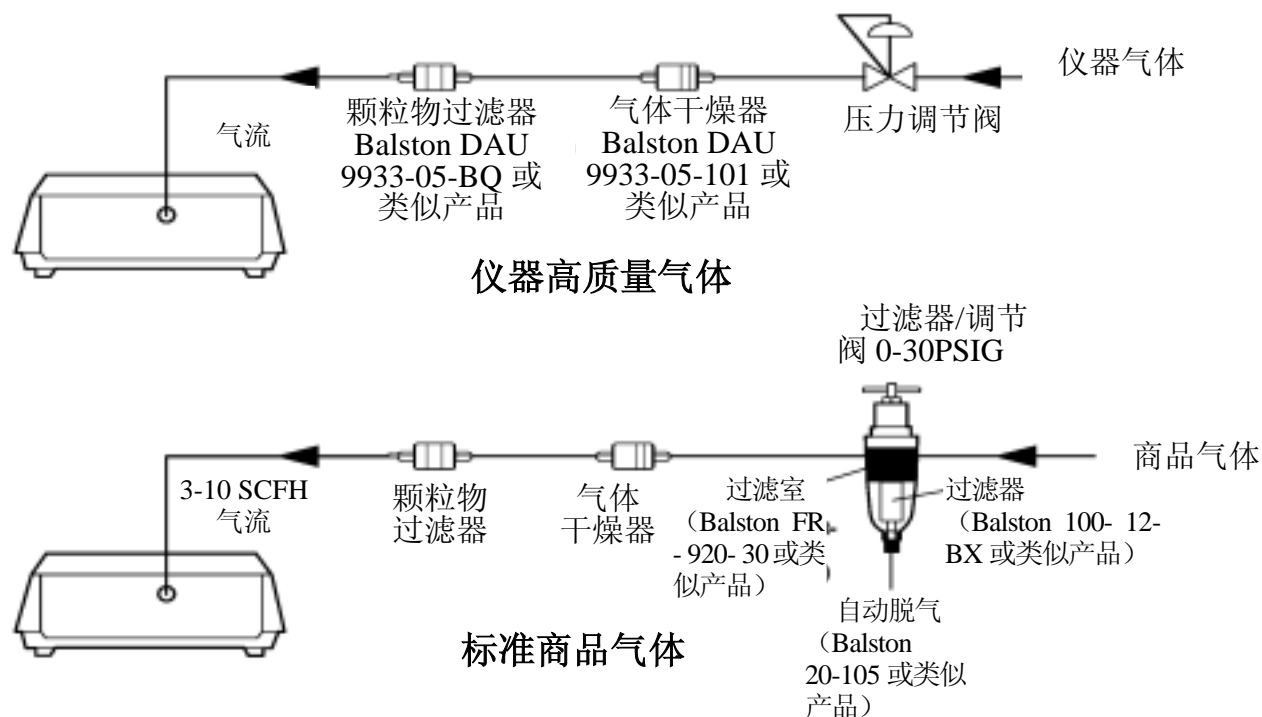 仪器气体
压力调节阀
气体干燥器
Balston DAU
9933-05-101 或
类似产品
颗粒物过滤器
Balston DAU
9933-05-BQ 或
类似产品
气流
仪器高质量气体
过滤器/调节
阀 0-30PSIG
商品气体
过滤室
（Balston FR
- 920- 30 或类
似产品）
过滤器
（Balston 100- 12-
BX 或类似产品）
自动脱气
（Balston
20-105 或类似
产品）
气体
干燥器
颗粒物
过滤器
3-10 SCFH
气流
标准商品气体